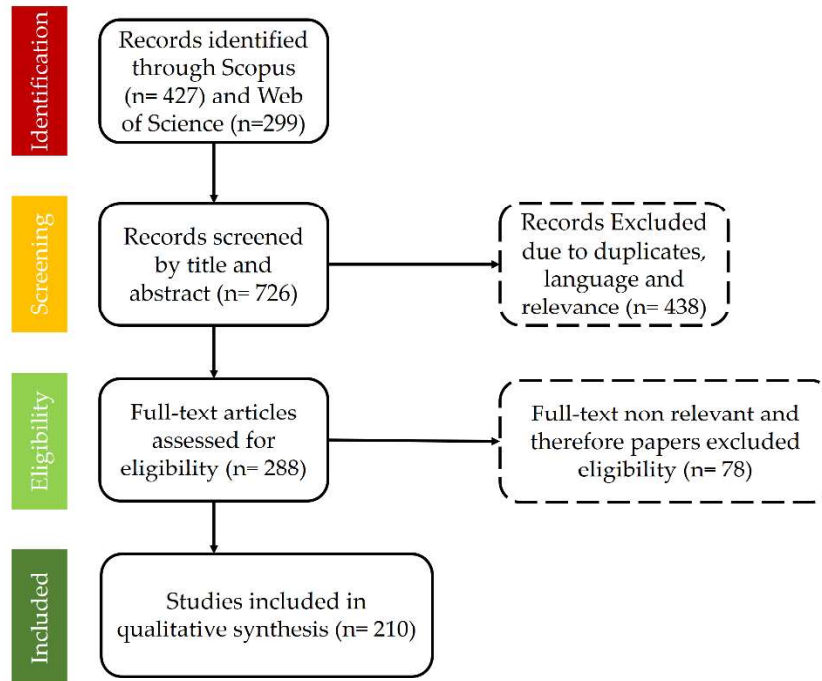 Identification
Records identified
through Scopus
(n= 427) and Web
of Science (n=299)
Screening
Records screened
by title and
abstract (n= 726)
Records Excluded
due to duplicates,
language and
relevance (n= 438)
Eligibility
Full-text articles
assessed for
eligibility (n= 288)
Full-text non relevant and
therefore papers excluded
eligibility (n= 78)
Included
Studies included in
qualitative synthesis (n= 210)